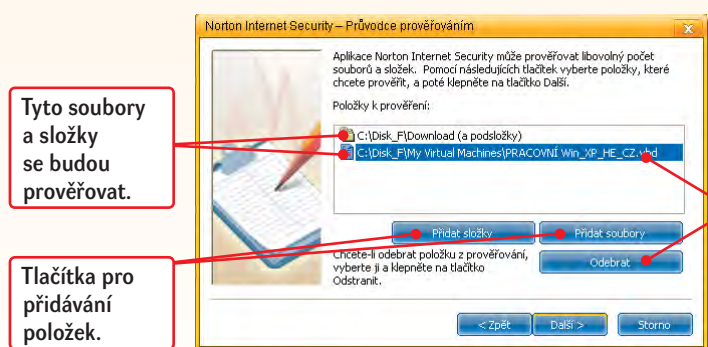 Norton Internet Security – Průvodce prověřováním
Aplikace Norton Internet Security může prověřovat libovolný počet
souborů a složek. Pomocí následujících tlačítek vyberte položky, které
chcete prověřit, a poté klepněte na tlačítko Další.
Položky k prověření:
C:\Disk_F\Download (a podsložky)
C:\Disk_F\My Virtual Machines\PRACOVNÍ Win_XP_HE_CZ.vhd
Tyto soubory
a složky
se budou
prověřovat.
Přidat složky
Přidat soubory
Chcete-li odebrat položku z prověřování,
vyberte ji a klepněte na tlačítko
Odstranit.
Odebrat
Tlačítka pro
přidávání
položek.
< Zpět
Další >
Storno